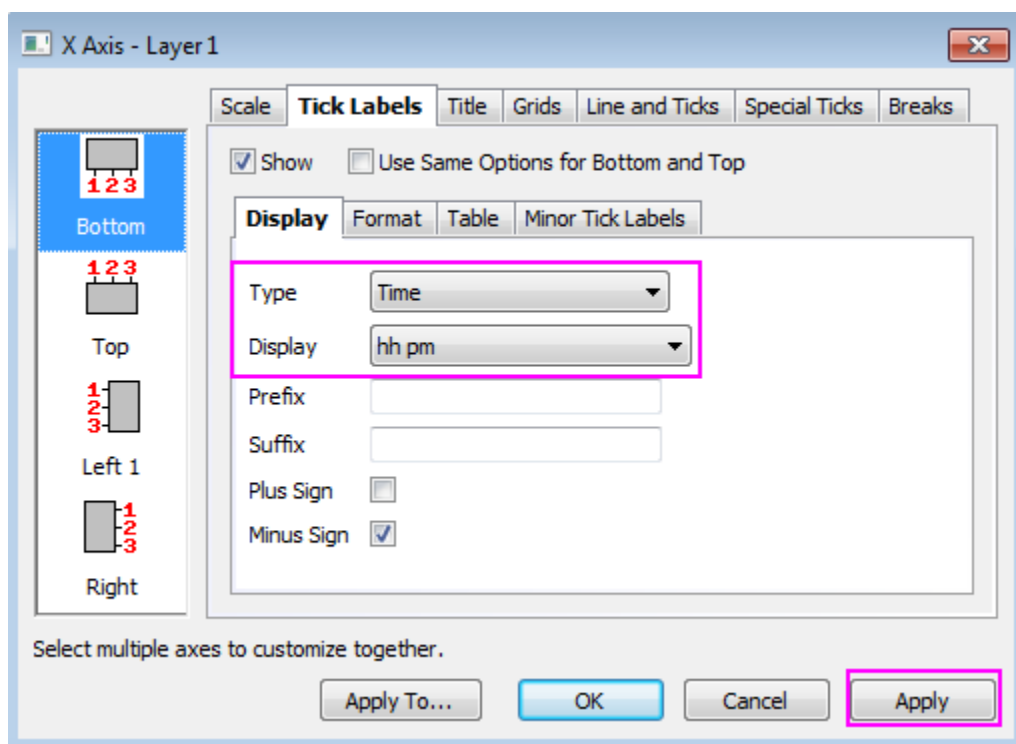 X Axis - Layer 1
Scale Tick Labels Title Grids Line and Ticks Special Ticks Breaks
Show Use Same Options for Bottom and Top
1 2 3
Bottom
1 2 3
Top
1
2
3
Left 1
1
2
3
Right
Display Format Table Minor Tick Labels
Type Time
Display hh pm
Prefix
Suffix
Plus Sign
Minus Sign
Select multiple axes to customize together.
Apply To... OK Cancel Apply